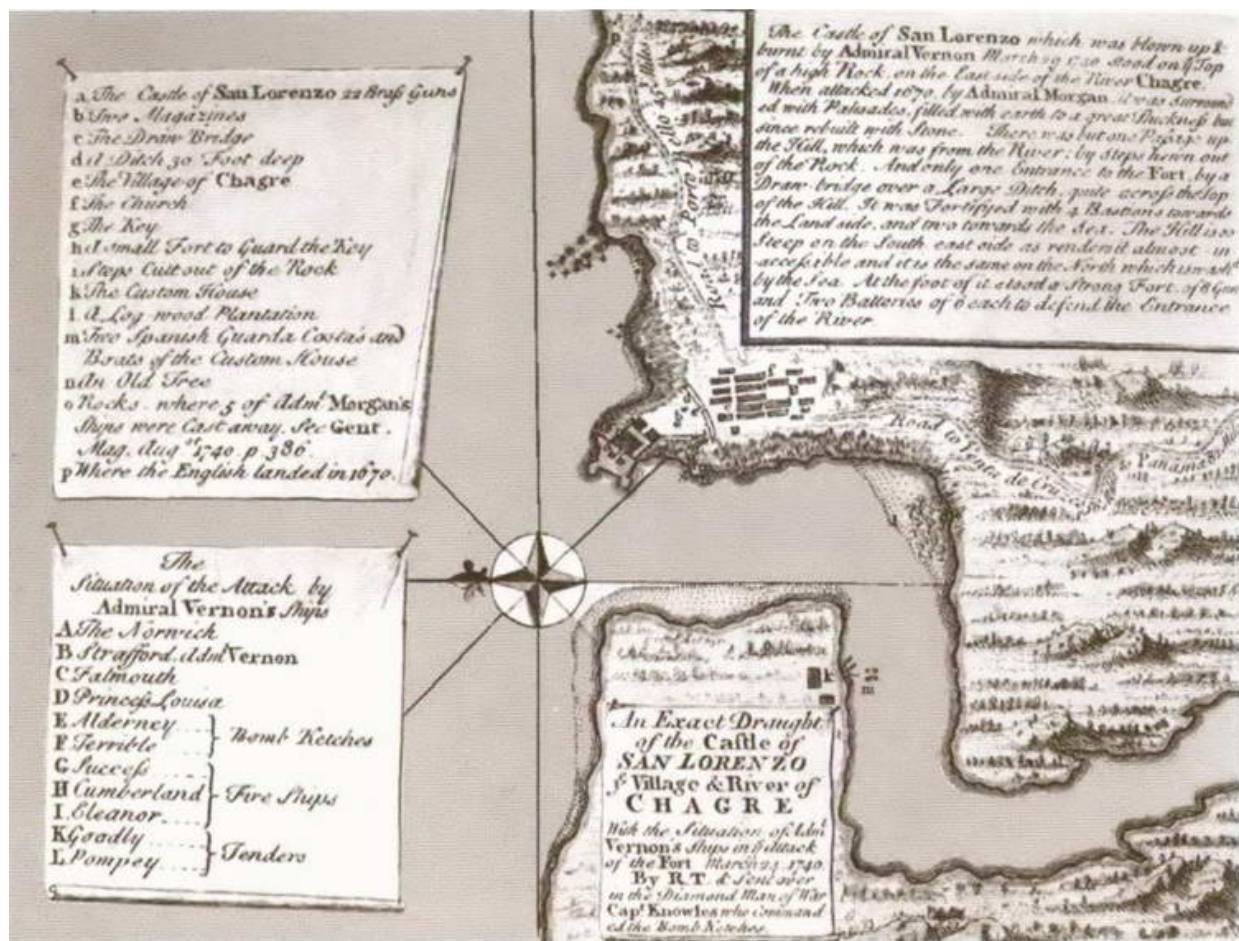 a The Castle of San Lorenzo 22 Braſs Guns
b Two Magazines
c The Draw Bridge
d A Ditch 30 Foot deep
e The Village of Chagre
f The Church
g The Key
h A small Fort to Guard the Key
i Steps Cutt out of the Rock
k The Custom House
l A Log wood Plantation
m Two Spanish Guarda Costa's and
Boats of the Custom House
n An Old Tree
o Rocks where 5 of Adml. Morgan's
Ships were Cast away. See Gent.
Mag. Augst. 1740 p 386.
p Where the English landed in 1670.
The
Situation of the Attack by
Admiral Vernon's Ships
A The Norwich
B Strafford, Adml Vernon
C Falmouth
D Princeſs Louisa
E Alderney
F Terrible
Bomb Ketches
G Succeſs
H Cumberland
I Eleanor
Fire Ships
K Goodly
L Pompey
Tenders
The Castle of San Lorenzo which was blown up &
burnt by Admiral Vernon March 29 1740 stood on ye Top
of a high Rock, on the East side of the River Chagre.
When attacked 1670, by Admiral Morgan, it was surround
ed with Palisades, filled with earth to a great Thickneſs but
since rebuilt with Stone. There was but one Paſsage up
the Hill, which was from the River, by steps hewn out
of the Rock. And only one Entrance to the Fort, by a
Draw-bridge over a Large Ditch, quite acroſs the top
of the Hill. It was Fortifyed with 4 Bastions towards
the Land side, and two towards the Sea. The Hill is so
Steep on the South east side as render it almost in
acceſsible and it is the same on the North which is wash'd
by the Sea. At the foot of it stood a Strong Fort, of 8 Guns
and Two Batteries of 6 each to defend the Entrance
of the River.
p
Road to Porto Bello
Road to Venta de Cruces
to Panama
k
m
An Exact Draught
of the Caſtle of
SAN LORENZO
ye Village & River of
CHAGRE
With the Situation of Adml.
Vernon's Ships in ye Attack
of the Fort March 24 1740
By R.T. &
in the Diamond Man of War
Capt. Knowles who command
ed the Bomb Ketches.